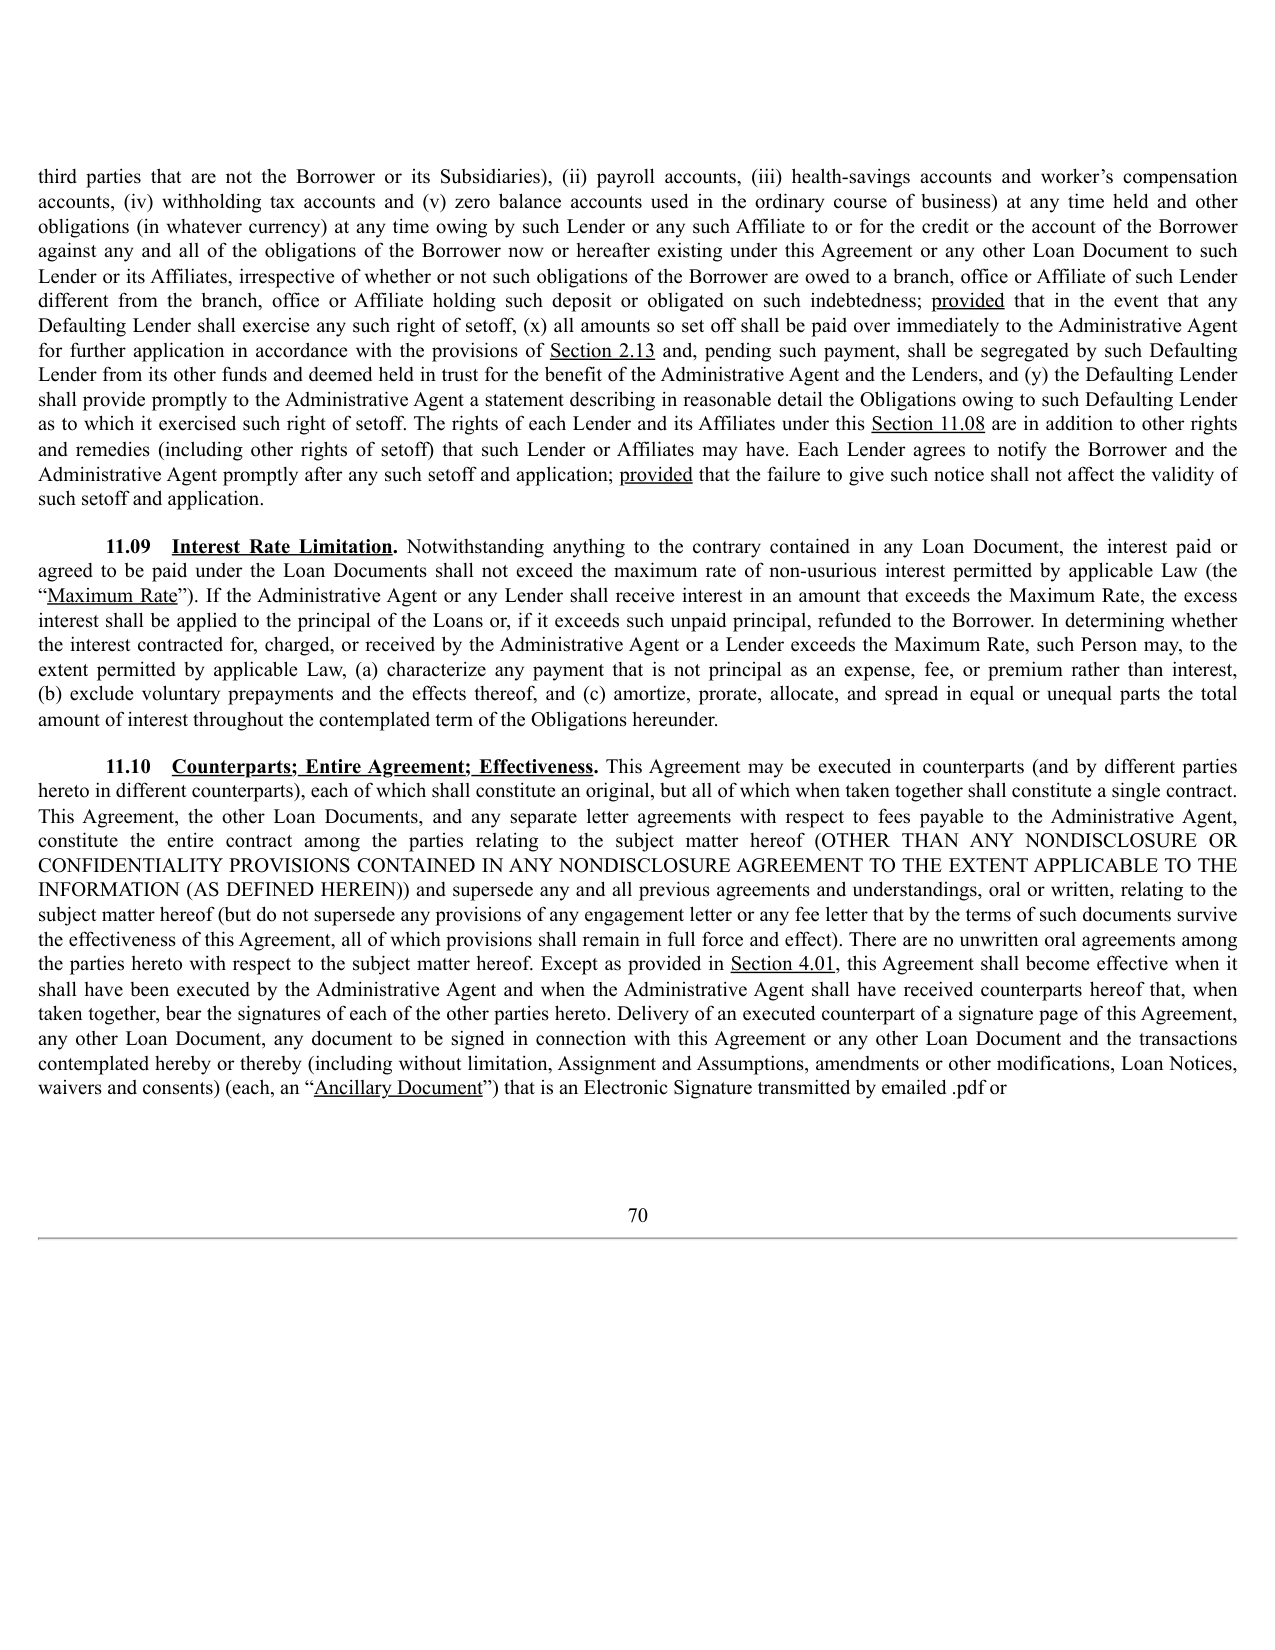 third parties that are not the Borrower or its Subsidiaries), (ii) payroll accounts, (iii) health-savings accounts and worker’s compensation
accounts, (iv) withholding tax accounts and (v) zero balance accounts used in the ordinary course of business) at any time held and other
obligations (in whatever currency) at any time owing by such Lender or any such Affiliate to or for the credit or the account of the Borrower
against any and all of the obligations of the Borrower now or hereafter existing under this Agreement or any other Loan Document to such
Lender or its Affiliates, irrespective of whether or not such obligations of the Borrower are owed to a branch, office or Affiliate of such Lender
different from the branch, office or Affiliate holding such deposit or obligated on such indebtedness; provided that in the event that any
Defaulting Lender shall exercise any such right of setoff, (x) all amounts so set off shall be paid over immediately to the Administrative Agent
for further application in accordance with the provisions of Section 2.13 and, pending such payment, shall be segregated by such Defaulting
Lender from its other funds and deemed held in trust for the benefit of the Administrative Agent and the Lenders, and (y) the Defaulting Lender
shall provide promptly to the Administrative Agent a statement describing in reasonable detail the Obligations owing to such Defaulting Lender
as to which it exercised such right of setoff. The rights of each Lender and its Affiliates under this Section 11.08 are in addition to other rights
and remedies (including other rights of setoff) that such Lender or Affiliates may have. Each Lender agrees to notify the Borrower and the
Administrative Agent promptly after any such setoff and application; provided that the failure to give such notice shall not affect the validity of
such setoff and application.
11.09 Interest Rate Limitation. Notwithstanding anything to the contrary contained in any Loan Document, the interest paid or
agreed to be paid under the Loan Documents shall not exceed the maximum rate of non-usurious interest permitted by applicable Law (the
“Maximum Rate”). If the Administrative Agent or any Lender shall receive interest in an amount that exceeds the Maximum Rate, the excess
interest shall be applied to the principal of the Loans or, if it exceeds such unpaid principal, refunded to the Borrower. In determining whether
the interest contracted for, charged, or received by the Administrative Agent or a Lender exceeds the Maximum Rate, such Person may, to the
extent permitted by applicable Law, (a) characterize any payment that is not principal as an expense, fee, or premium rather than interest,
(b) exclude voluntary prepayments and the effects thereof, and (c) amortize, prorate, allocate, and spread in equal or unequal parts the total
amount of interest throughout the contemplated term of the Obligations hereunder.
11.10 Counterparts; Entire Agreement; Effectiveness. This Agreement may be executed in counterparts (and by different parties
hereto in different counterparts), each of which shall constitute an original, but all of which when taken together shall constitute a single contract.
This Agreement, the other Loan Documents, and any separate letter agreements with respect to fees payable to the Administrative Agent,
constitute the entire contract among the parties relating to the subject matter hereof (OTHER THAN ANY NONDISCLOSURE OR
CONFIDENTIALITY PROVISIONS CONTAINED IN ANY NONDISCLOSURE AGREEMENT TO THE EXTENT APPLICABLE TO THE
INFORMATION (AS DEFINED HEREIN)) and supersede any and all previous agreements and understandings, oral or written, relating to the
subject matter hereof (but do not supersede any provisions of any engagement letter or any fee letter that by the terms of such documents survive
the effectiveness of this Agreement, all of which provisions shall remain in full force and effect). There are no unwritten oral agreements among
the parties hereto with respect to the subject matter hereof. Except as provided in Section 4.01, this Agreement shall become effective when it
shall have been executed by the Administrative Agent and when the Administrative Agent shall have received counterparts hereof that, when
taken together, bear the signatures of each of the other parties hereto. Delivery of an executed counterpart of a signature page of this Agreement,
any other Loan Document, any document to be signed in connection with this Agreement or any other Loan Document and the transactions
contemplated hereby or thereby (including without limitation, Assignment and Assumptions, amendments or other modifications, Loan Notices,
waivers and consents) (each, an “Ancillary Document”) that is an Electronic Signature transmitted by emailed .pdf or
70